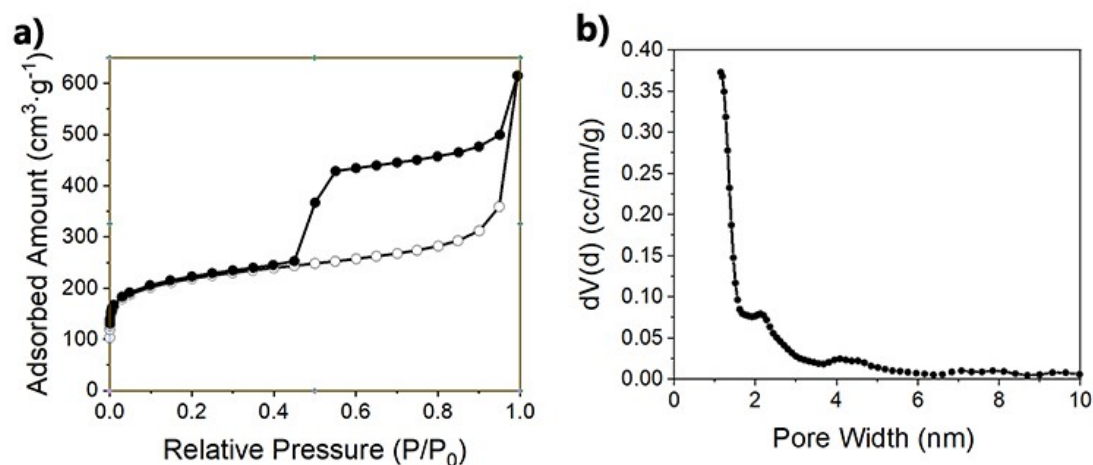 a)
Adsorbed Amount (cm³·g⁻¹)
600
500
400
300
200
100
0
0.0 0.2 0.4 0.6 0.8 1.0
Relative Pressure (P/P₀)
b)
dV(d) (cc/nm/g)
0.40
0.35
0.30
0.25
0.20
0.15
0.10
0.05
0.00
0 2 4 6 8 10
Pore Width (nm)